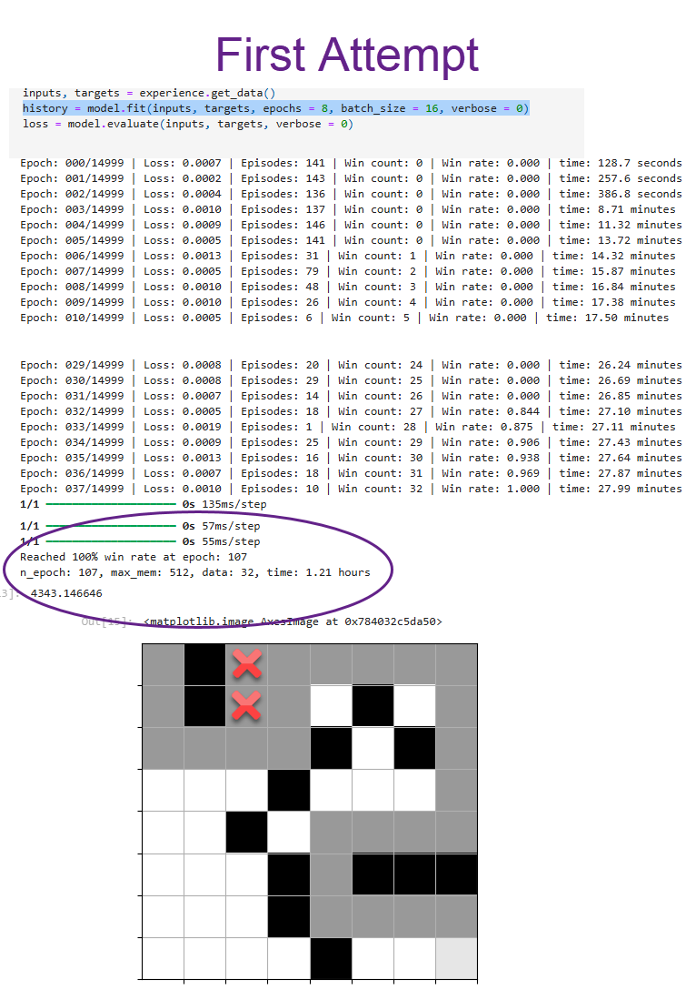 First Attempt
inputs, targets = experience.get_data()
history = model.fit(inputs, targets, epochs = 8, batch_size = 16, verbose = 0)
loss = model.evaluate(inputs, targets, verbose = 0)
Epoch: 000/14999 | Loss: 0.0007 | Episodes: 141 | Win count: 0 | Win rate: 0.000 | time: 128.7 seconds
Epoch: 001/14999 | Loss: 0.0002 | Episodes: 143 | Win count: 0 | Win rate: 0.000 | time: 257.6 seconds
Epoch: 002/14999 | Loss: 0.0004 | Episodes: 136 | Win count: 0 | Win rate: 0.000 | time: 386.8 seconds
Epoch: 003/14999 | Loss: 0.0010 | Episodes: 137 | Win count: 0 | Win rate: 0.000 | time: 8.71 minutes
Epoch: 004/14999 | Loss: 0.0009 | Episodes: 146 | Win count: 0 | Win rate: 0.000 | time: 11.32 minutes
Epoch: 005/14999 | Loss: 0.0005 | Episodes: 141 | Win count: 0 | Win rate: 0.000 | time: 13.72 minutes
Epoch: 006/14999 | Loss: 0.0013 | Episodes: 31 | Win count: 1 | Win rate: 0.000 | time: 14.32 minutes
Epoch: 007/14999 | Loss: 0.0005 | Episodes: 79 | Win count: 2 | Win rate: 0.000 | time: 15.87 minutes
Epoch: 008/14999 | Loss: 0.0010 | Episodes: 48 | Win count: 3 | Win rate: 0.000 | time: 16.84 minutes
Epoch: 009/14999 | Loss: 0.0010 | Episodes: 26 | Win count: 4 | Win rate: 0.000 | time: 17.38 minutes
Epoch: 010/14999 | Loss: 0.0005 | Episodes: 6 | Win count: 5 | Win rate: 0.000 | time: 17.50 minutes
Epoch: 029/14999 | Loss: 0.0008 | Episodes: 20 | Win count: 24 | Win rate: 0.000 | time: 26.24 minutes
Epoch: 030/14999 | Loss: 0.0008 | Episodes: 29 | Win count: 25 | Win rate: 0.000 | time: 26.69 minutes
Epoch: 031/14999 | Loss: 0.0007 | Episodes: 14 | Win count: 26 | Win rate: 0.000 | time: 26.85 minutes
Epoch: 032/14999 | Loss: 0.0005 | Episodes: 18 | Win count: 27 | Win rate: 0.844 | time: 27.10 minutes
Epoch: 033/14999 | Loss: 0.0019 | Episodes: 1 | Win count: 28 | Win rate: 0.875 | time: 27.11 minutes
Epoch: 034/14999 | Loss: 0.0009 | Episodes: 25 | Win count: 29 | Win rate: 0.906 | time: 27.43 minutes
Epoch: 035/14999 | Loss: 0.0013 | Episodes: 16 | Win count: 30 | Win rate: 0.938 | time: 27.64 minutes
Epoch: 036/14999 | Loss: 0.0007 | Episodes: 18 | Win count: 31 | Win rate: 0.969 | time: 27.87 minutes
Epoch: 037/14999 | Loss: 0.0010 | Episodes: 10 | Win count: 32 | Win rate: 1.000 | time: 27.99 minutes
1/1 0s 135ms/step
1/1 0s 57ms/step
1/1 0s 55ms/step
Reached 100% win rate at epoch: 107
n_epoch: 107, max_mem: 512, data: 32, time: 1.21 hours
3]: 4343.146646
Out[15]: <matplotlib.image.AxesImage at 0x784032c5da50>